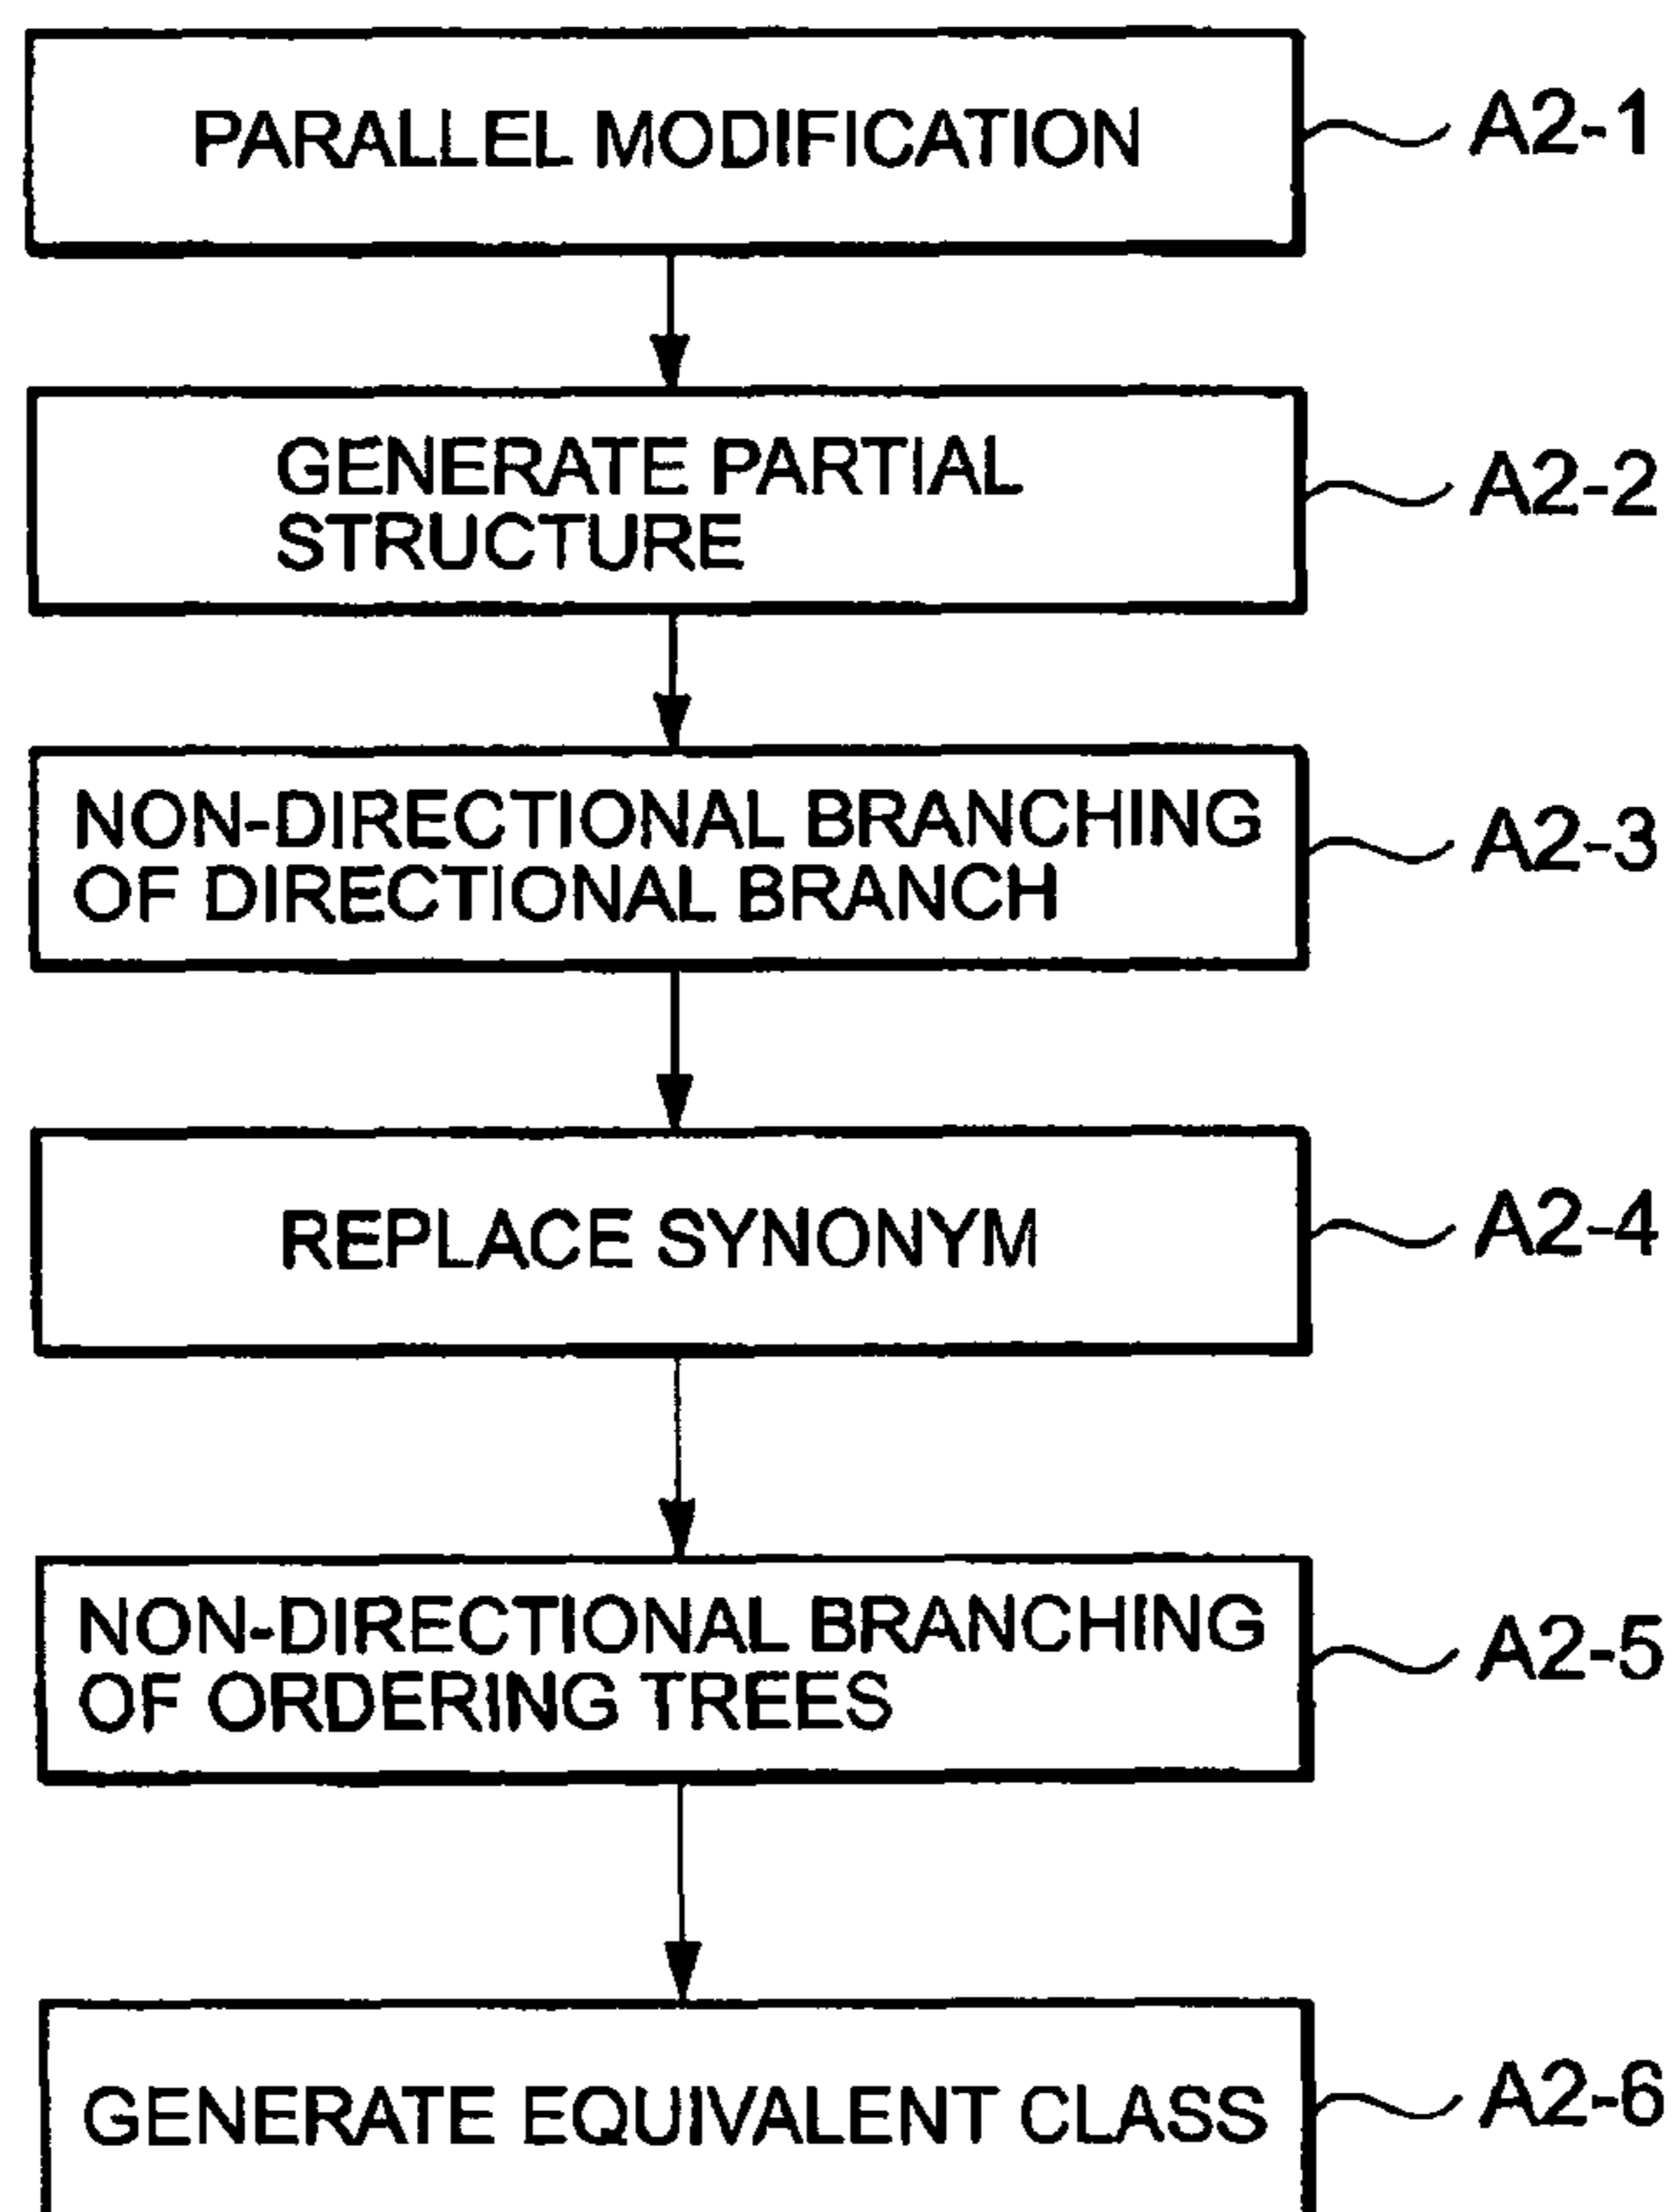 PARALLEL MODIFICATION
A2-1
GENERATE PARTIAL
STRUCTURE
A2-2
NON-DIRECTIONAL BRANCHING
OF DIRECTIONAL BRANCH
A2-3
REPLACE SYNONYM
A2-4
NON-DIRECTIONAL BRANCHING
OF ORDERING TREES
A2-5
GENERATE EQUIVALENT CLASS
A2-6